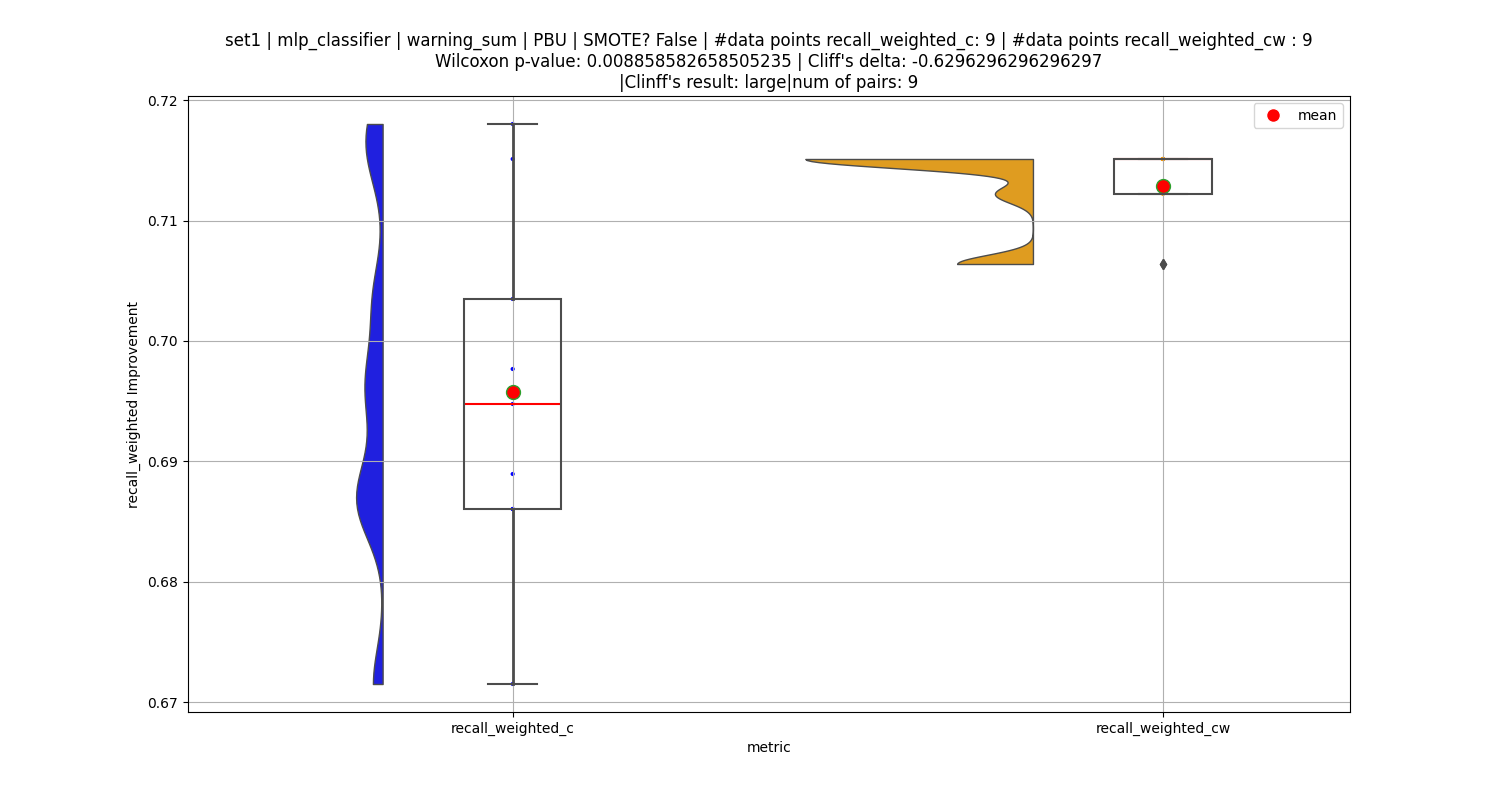 set1 | mlp_classifier | warning_sum | PBU | SMOTE? False | #data points recall_weighted_c: 9 | #data points recall_weighted_cw : 9
Wilcoxon p-value: 0.008858582658505235 | Cliff's delta: -0.6296296296296297
|Clinff's result: large|num of pairs: 9
mean
0.72
0.71
0.70
0.69
0.68
0.67
recall_weighted Improvement
recall_weighted_c
recall_weighted_cw
metric